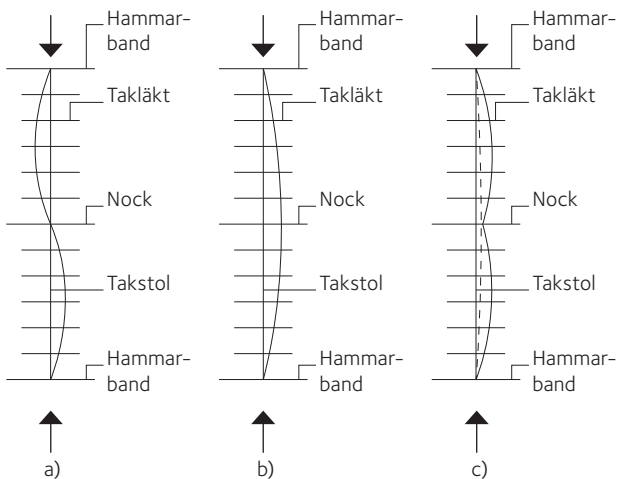 Hammar-
band
Takläkt
Nock
Takstol
Hammar-
band
a)
Hammar-
band
Takläkt
Nock
Takstol
Hammar-
band
b)
Hammar-
band
Takläkt
Nock
Takstol
Hammar-
band
c)